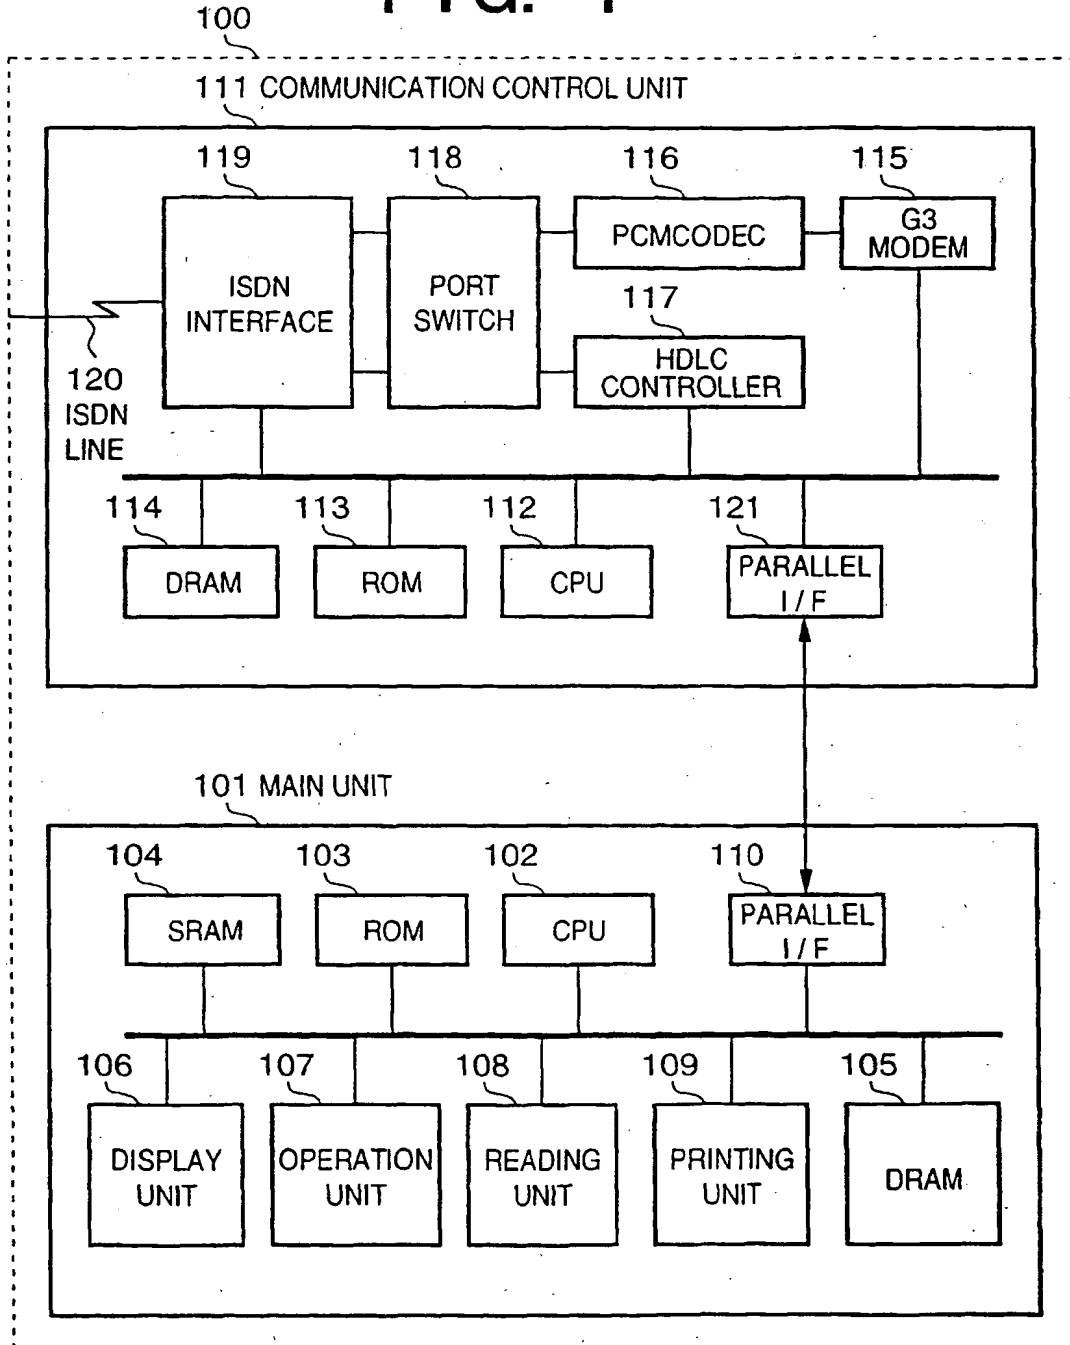 100
111 COMMUNICATION CONTROL UNIT
119
118
116
115
ISDN
INTERFACE
PORT
SWITCH
PCMCODEC
G3
MODEM
117
HDLC
CONTROLLER
120
ISDN
LINE
114
113
112
121
DRAM
ROM
CPU
PARALLEL
I/F
101 MAIN UNIT
104
103
102
110
SRAM
ROM
CPU
PARALLEL
I/F
106
107
108
109
105
DISPLAY
UNIT
OPERATION
UNIT
READING
UNIT
PRINTING
UNIT
DRAM